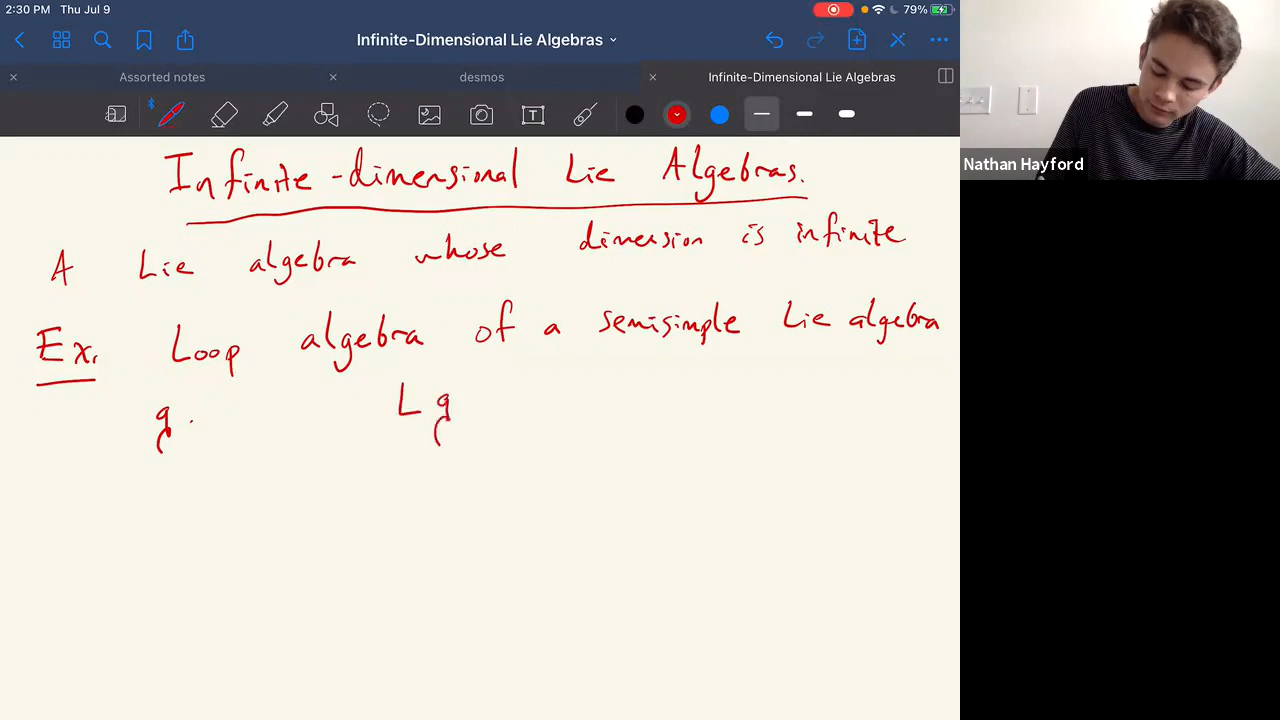 2:30 PM Thu Jul 9
79%
Infinite-Dimensional Lie Algebras
Assorted notes
desmos
Infinite-Dimensional Lie Algebras
Nathan Hayford
Infinite-dimensional Lie Algebras.
A Lie algebra whose dimension is infinite
Ex. Loop algebra of a semisimple Lie algebra
g. Lg